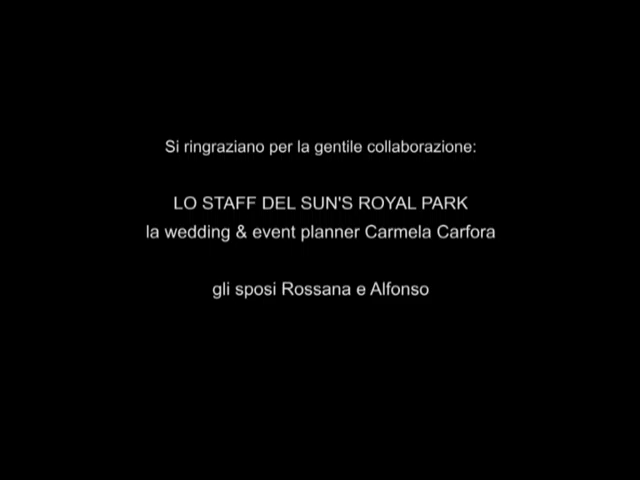 Si ringraziano per la gentile collaborazione:
LO STAFF DEL SUN'S ROYAL PARK
la wedding & event planner Carmela Carfora
gli sposi Rossana e Alfonso